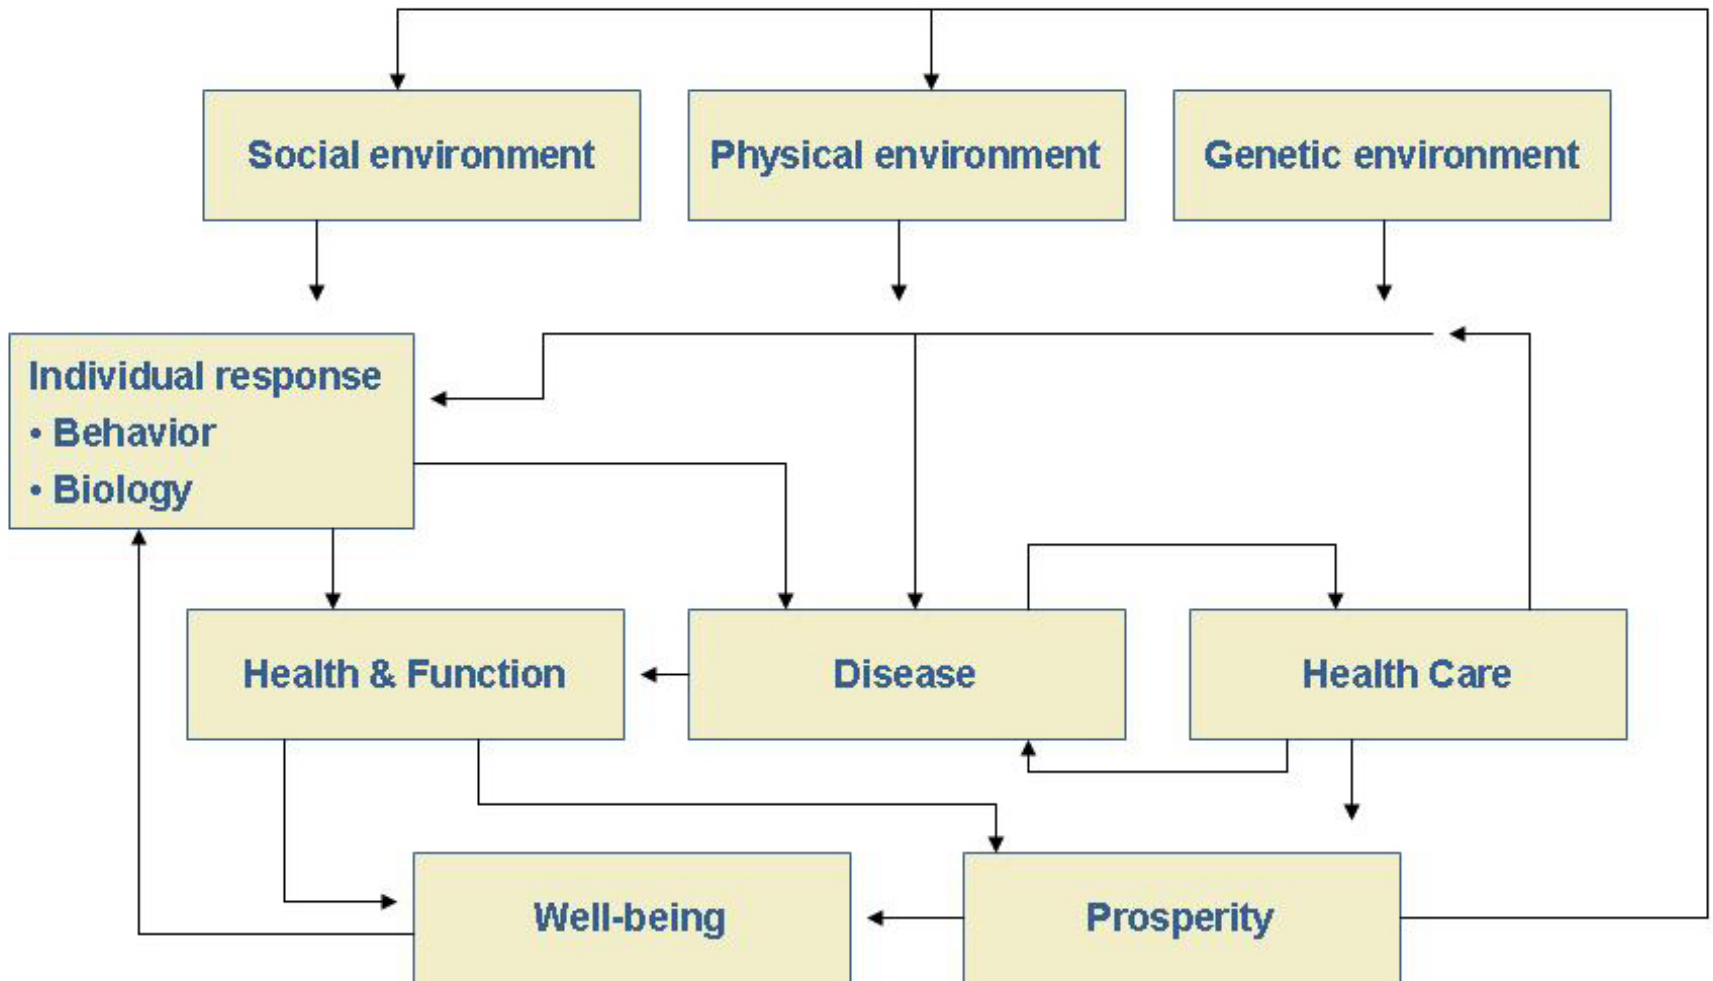 Social environment
Physical environment
Genetic environment
Individual response
• Behavior
• Biology
Health & Function
Disease
Health Care
Well-being
Prosperity